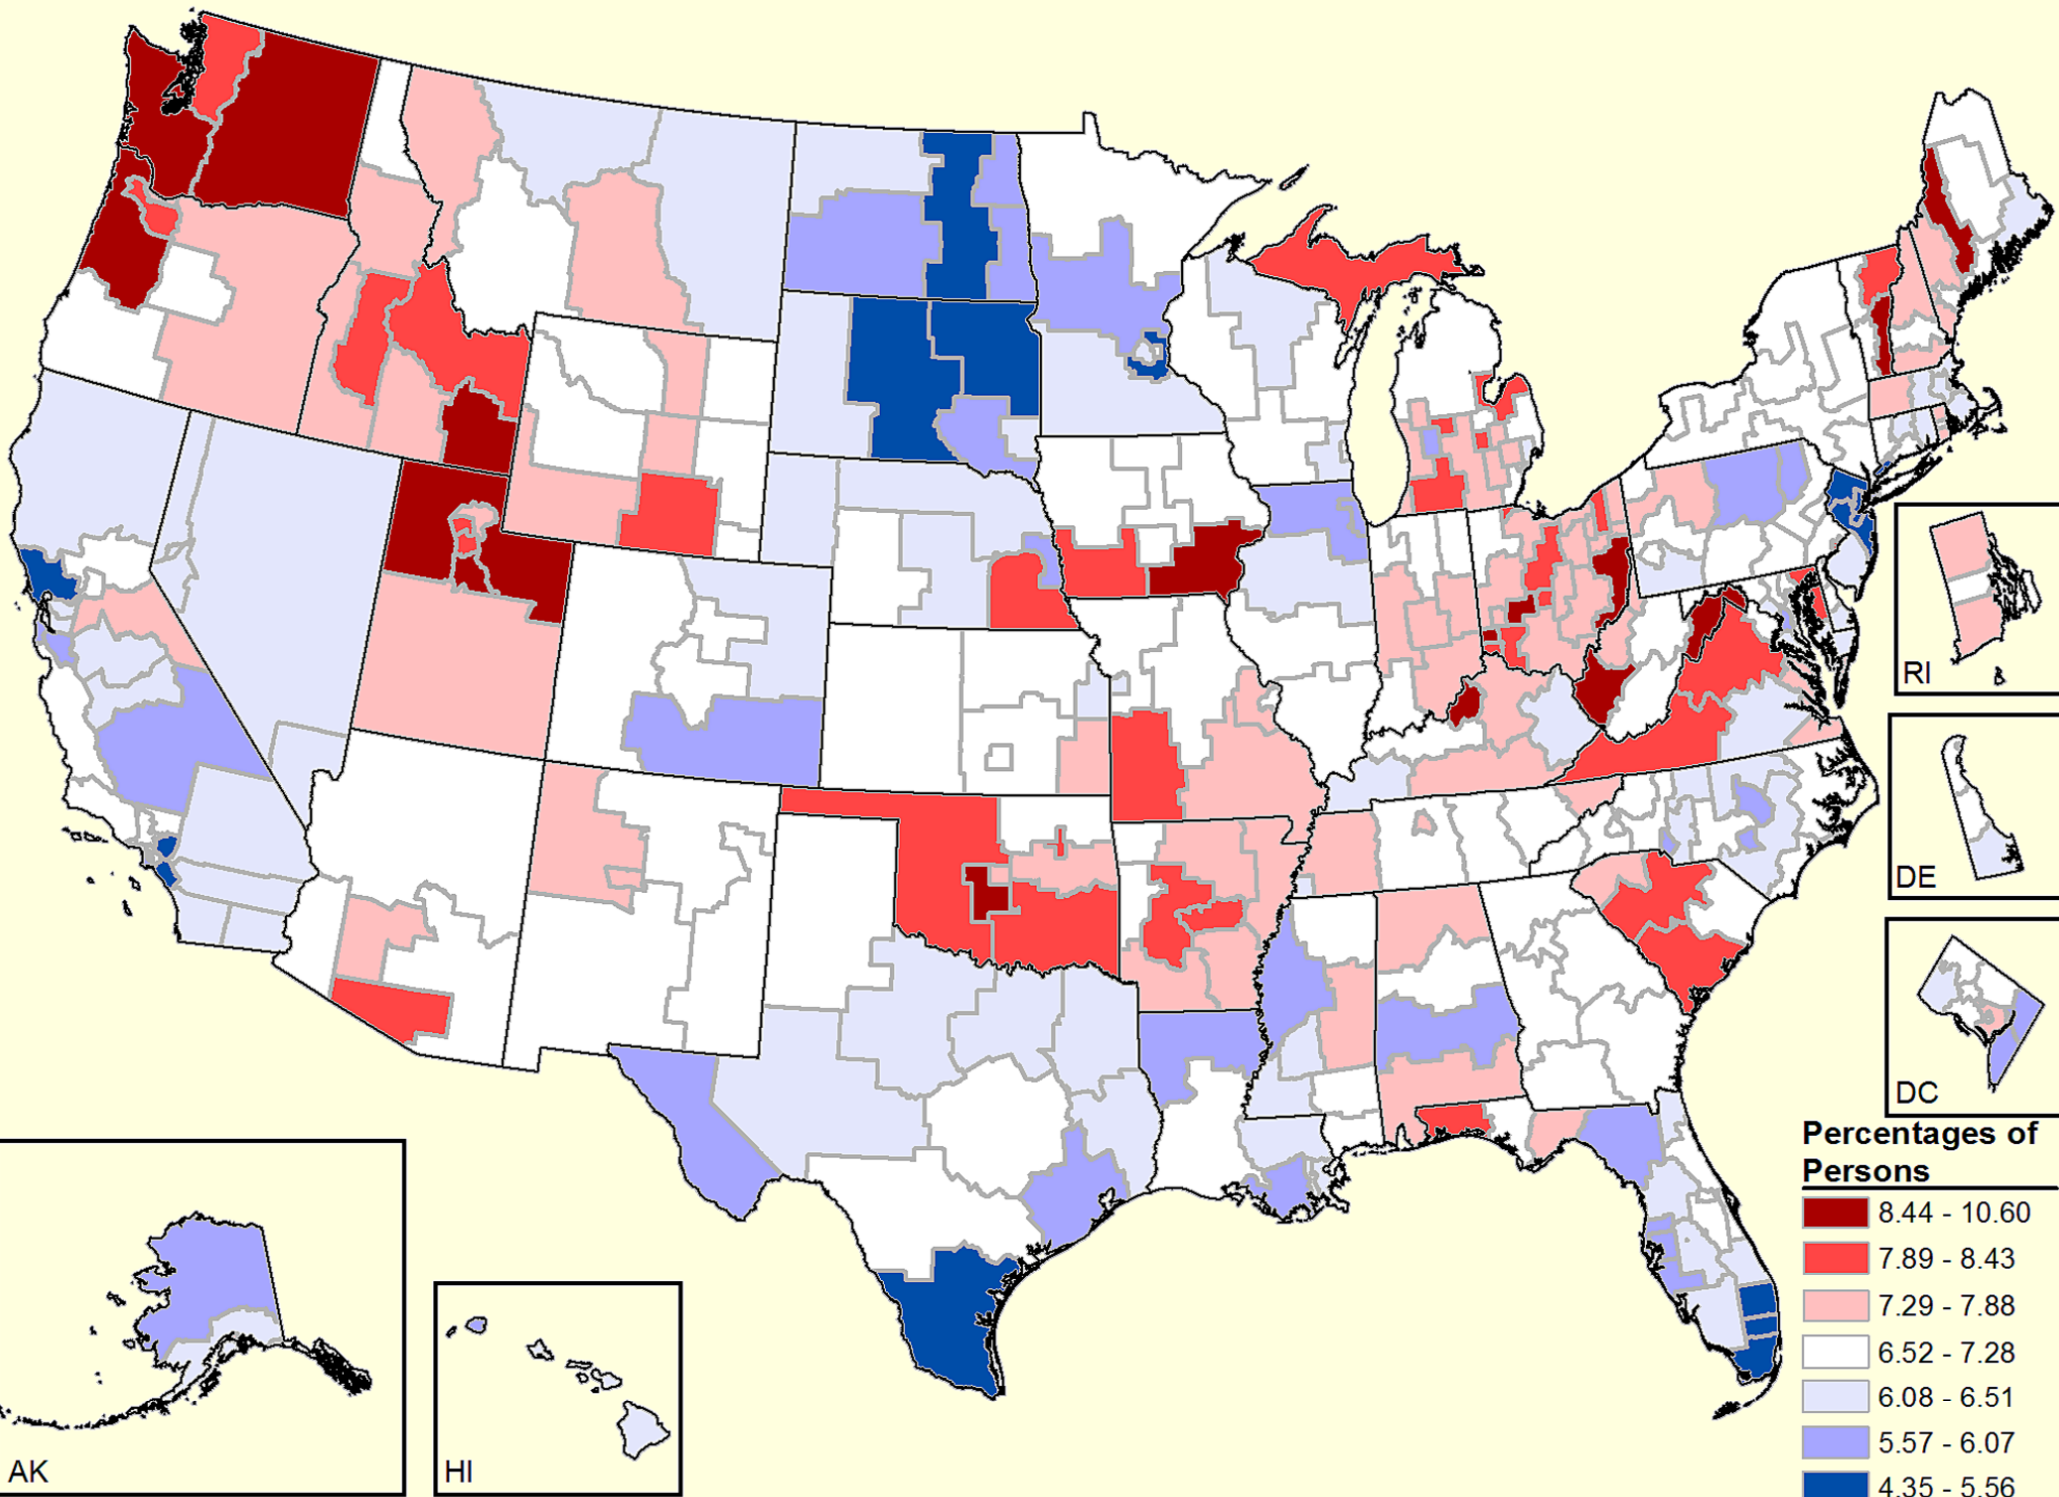 RI
DE
DC
AK
HI
Percentages of
Persons
8.44 - 10.60
7.89 - 8.43
7.29 - 7.88
6.52 - 7.28
6.08 - 6.51
5.57 - 6.07
4.35 - 5.56